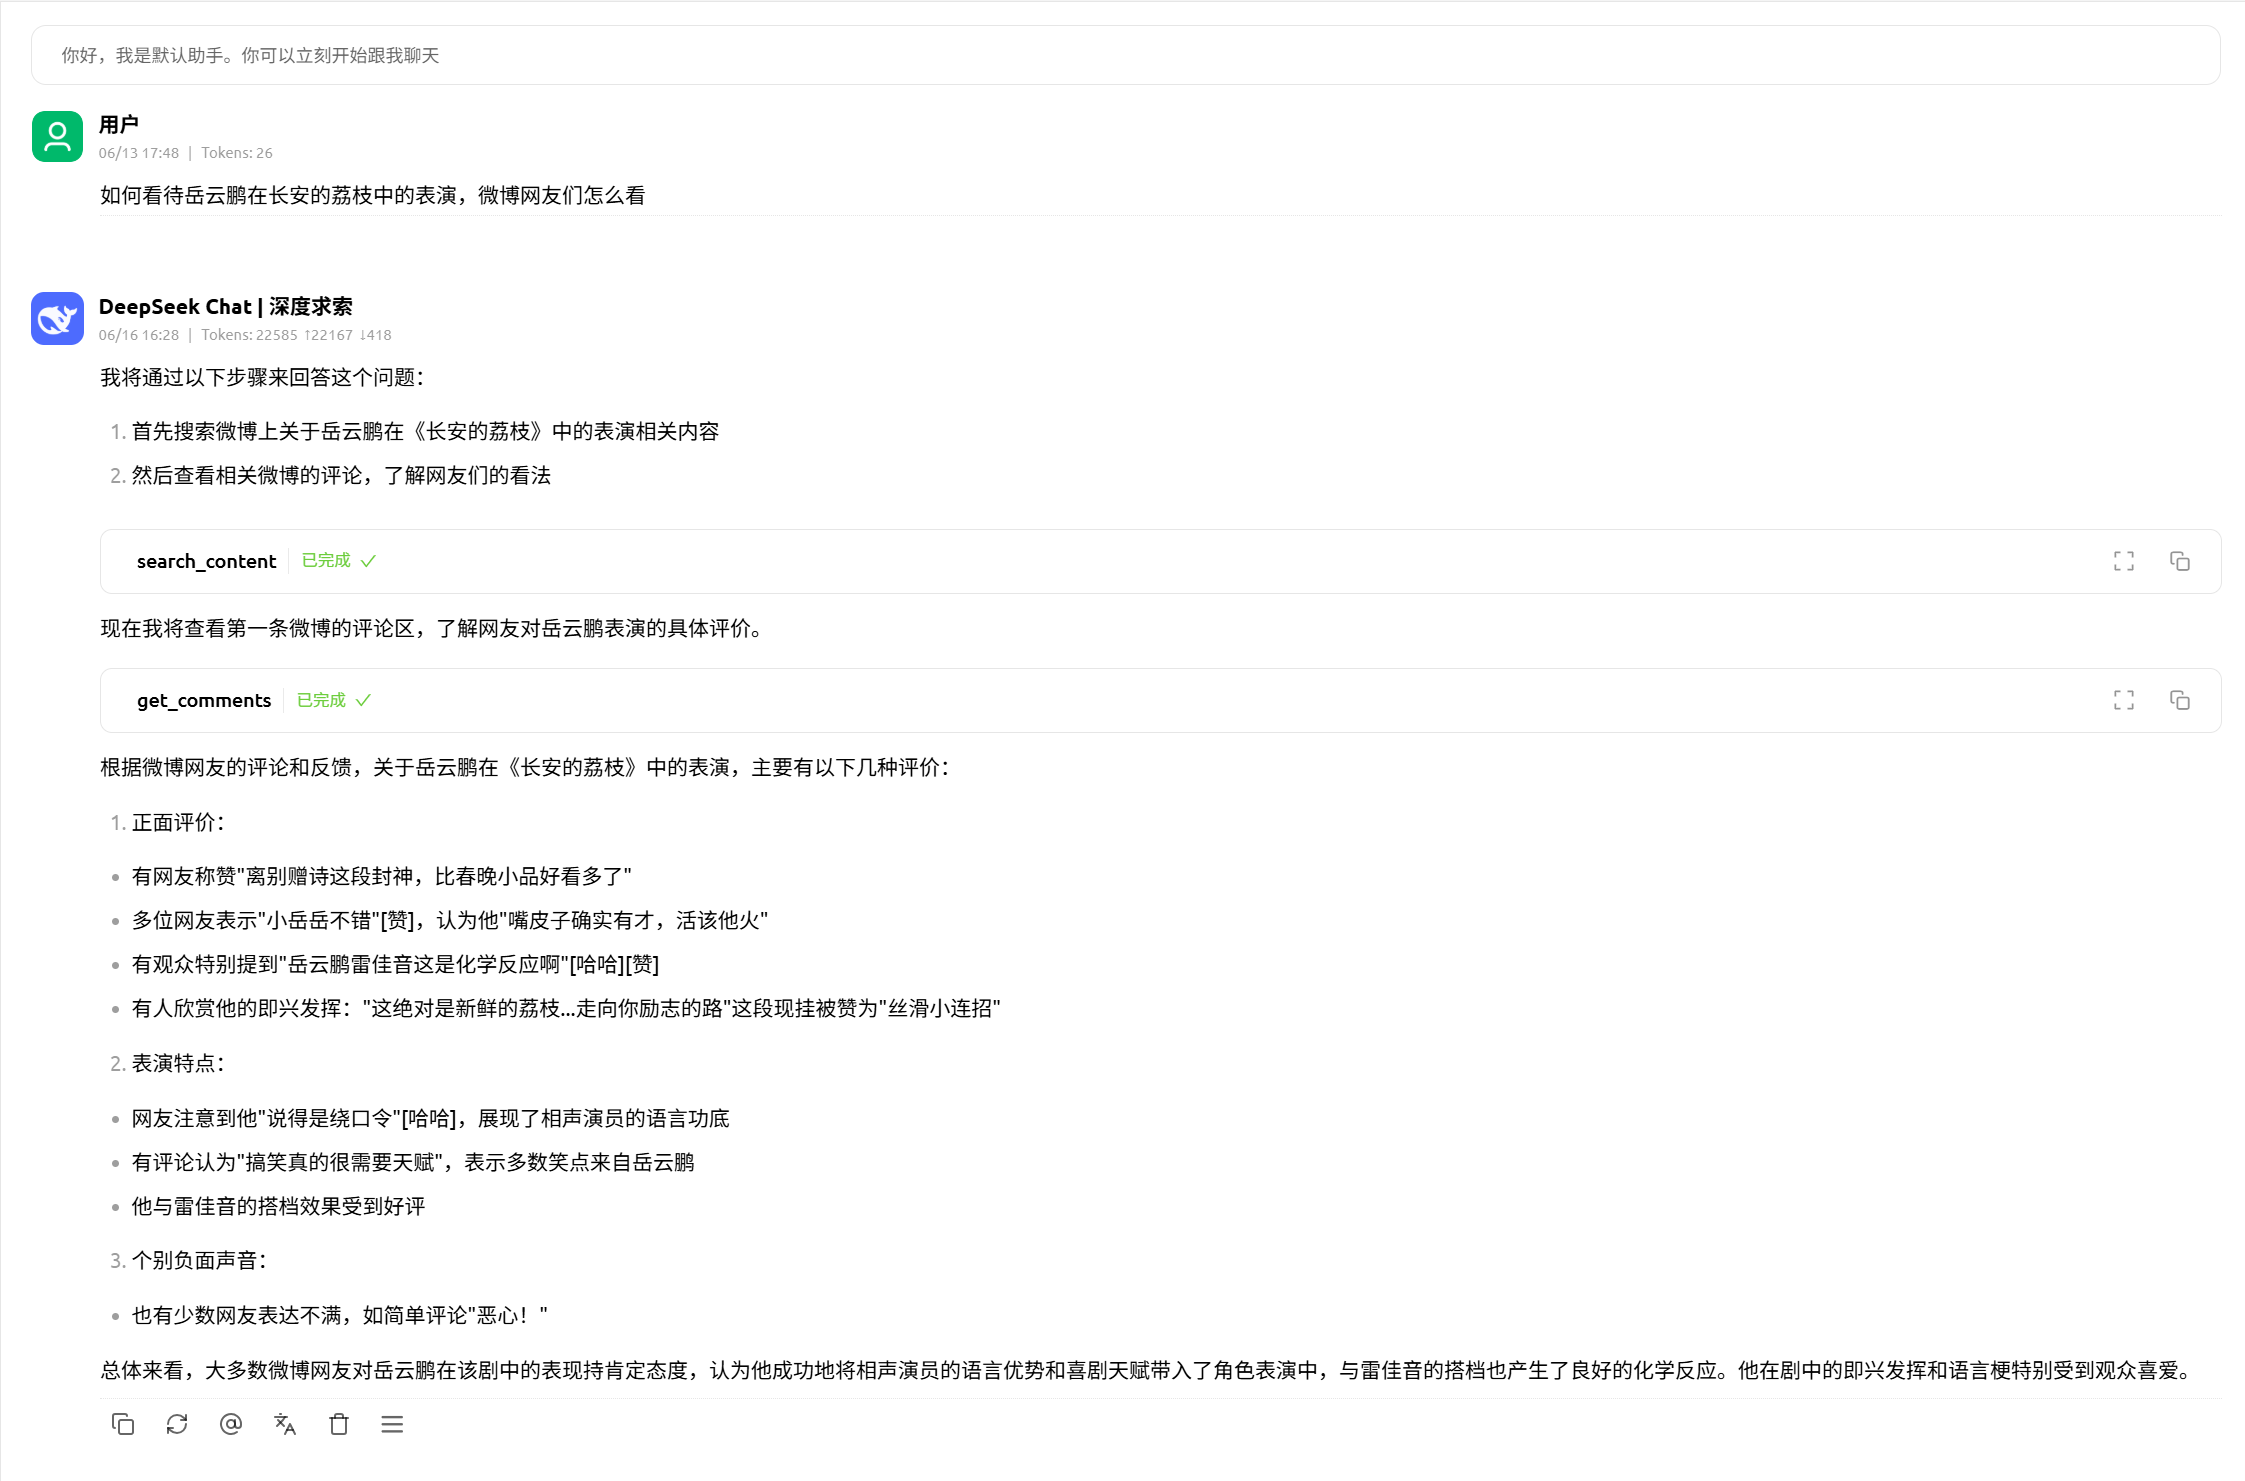 你好，我是默认助手。你可以立刻开始跟我聊天
用户
06/13 17:48 | Tokens: 26
如何看待岳云鹏在长安的荔枝中的表演，微博网友们怎么看
DeepSeek Chat | 深度求索
06/16 16:28 | Tokens: 22585 ↑22167 ↓418
我将通过以下步骤来回答这个问题：
1. 首先搜索微博上关于岳云鹏在《长安的荔枝》中的表演相关内容
2. 然后查看相关微博的评论，了解网友们的看法
search_content 已完成
现在我将查看第一条微博的评论区，了解网友对岳云鹏表演的具体评价。
get_comments 已完成
根据微博网友的评论和反馈，关于岳云鹏在《长安的荔枝》中的表演，主要有以下几种评价：
1. 正面评价：
• 有网友称赞"离别赠诗这段封神，比春晚小品好看多了"
• 多位网友表示"小岳岳不错"[赞]，认为他"嘴皮子确实有才，活该他火"
• 有观众特别提到"岳云鹏雷佳音这是化学反应啊"[哈哈][赞]
• 有人欣赏他的即兴发挥："这绝对是新鲜的荔枝...走向你励志的路"这段现挂被赞为"丝滑小连招"
2. 表演特点：
• 网友注意到他"说得是绕口令"[哈哈]，展现了相声演员的语言功底
• 有评论认为"搞笑真的很需要天赋"，表示多数笑点来自岳云鹏
• 他与雷佳音的搭档效果受到好评
3. 个别负面声音：
• 也有少数网友表达不满，如简单评论"恶心！"
总体来看，大多数微博网友对岳云鹏在该剧中的表现持肯定态度，认为他成功地将相声演员的语言优势和喜剧天赋带入了角色表演中，与雷佳音的搭档也产生了良好的化学反应。他在剧中的即兴发挥和语言梗特别受到观众喜爱。